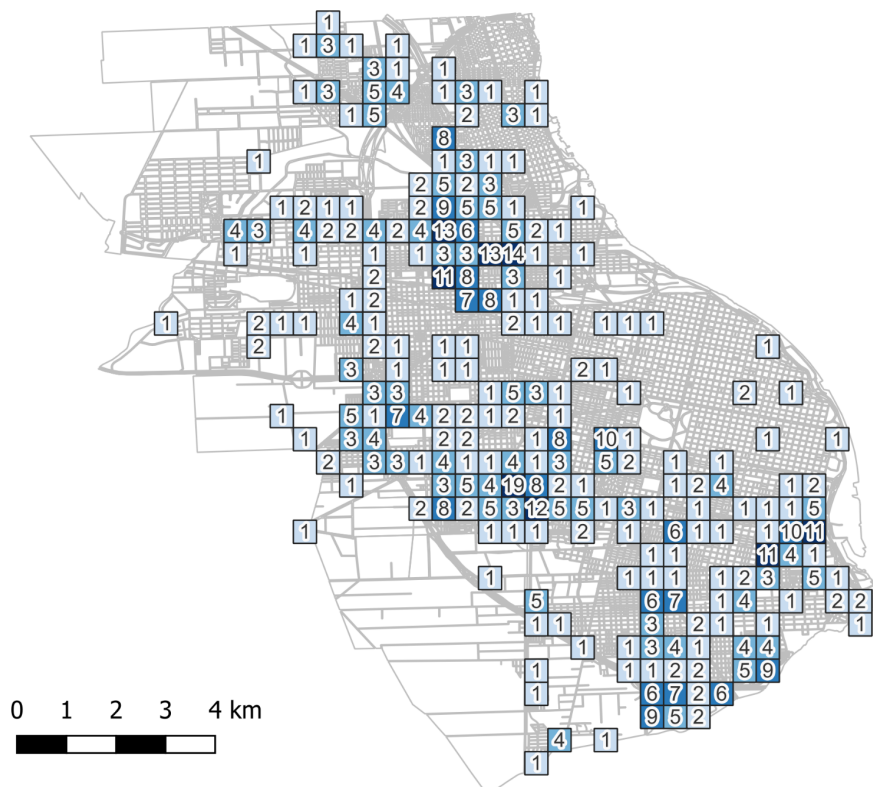 1
1 3 1 1
3 1 1
1 3 5 4 1 3 1 1
1 5 2 3 1
8
1 1 3 1 1
2 5 2 3
1 2 1 1 2 9 5 5 1 1
4 3 4 2 2 4 2 4 13 6 5 2 1
1 1 1 1 3 3 13 14 1 1
2 11 8 3 1
1 2 7 8 1 1
1 2 1 1 4 1 2 1 1 1 1 1
2 2 1 1 1 1
3 1 1 1 2 1
3 3 1 5 3 1 1 2 1
1 5 1 7 4 2 2 1 2 1
1 3 4 2 2 1 8 10 1 1 1
2 3 3 1 4 1 1 4 1 3 5 2 1 1
1 3 5 4 19 8 2 1 1 2 4 1 2
2 8 2 5 3 12 5 5 1 3 1 1 1 1 1 5
1 1 1 1 2 1 6 1 1 1 10 11
1 1 11 4 1
1 1 1 1 1 2 3 5 1
5 6 7 1 4 1 2 2
1 1 3 2 1 1 1
1 1 3 4 1 4 4
1 1 1 2 2 5 9
1 6 7 2 6
9 5 2
4 1
1
0 1 2 3 4 km